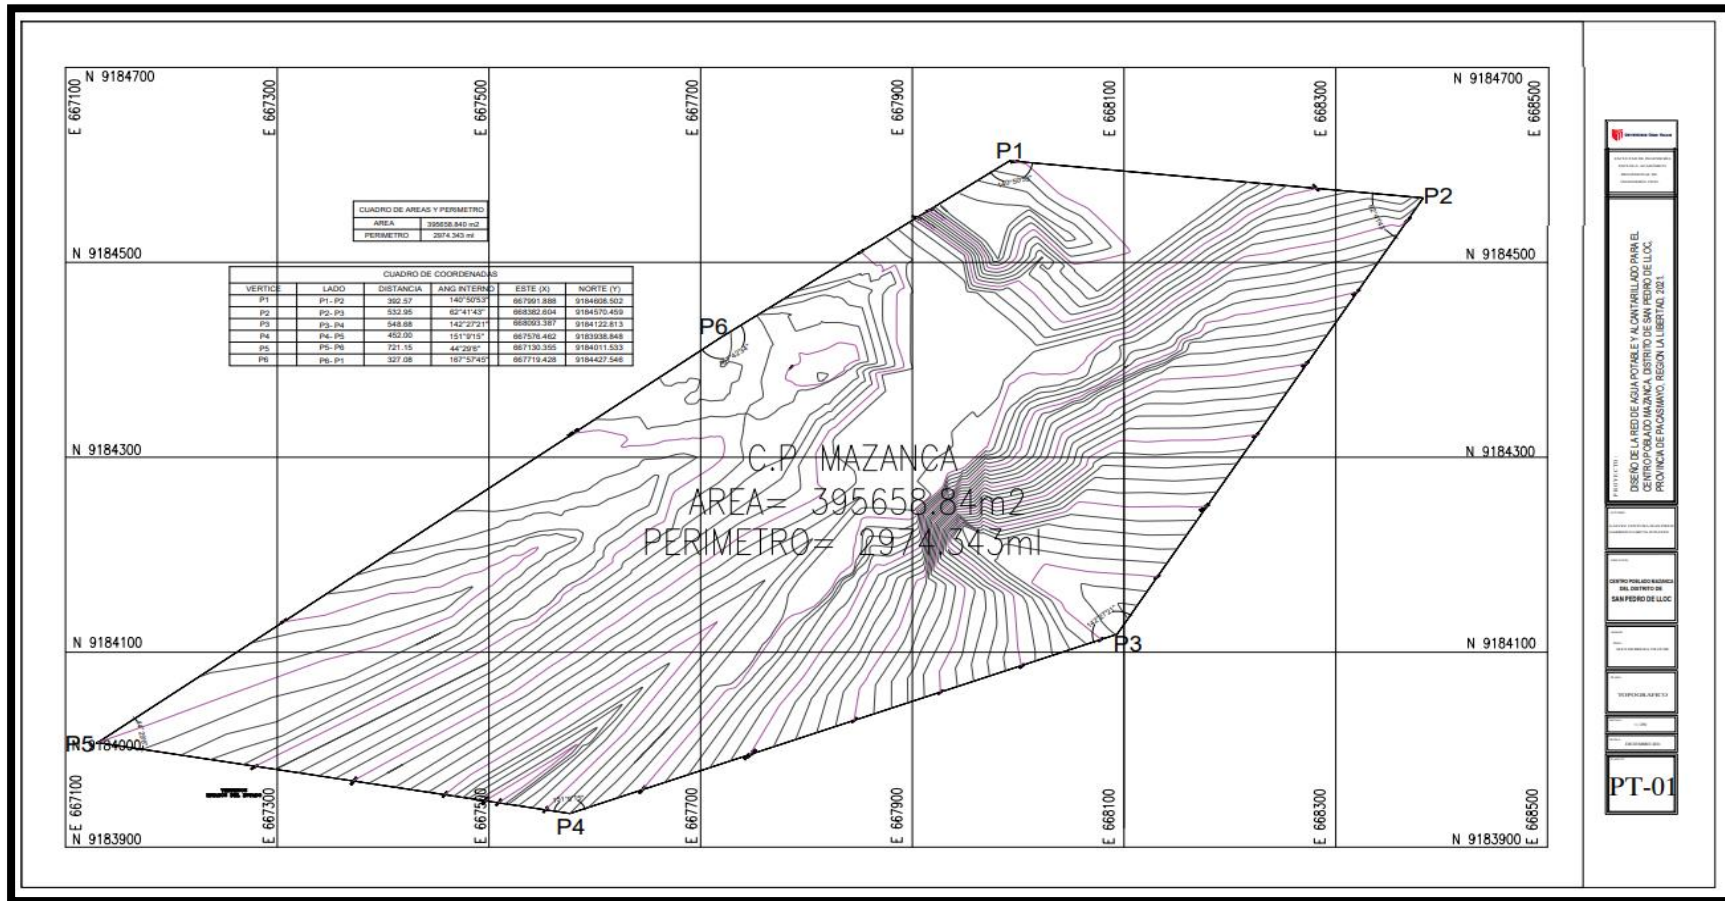 N 9184700
N 9184700
E 667100
E 667300
E 667500
E 667700
E 667900
E 668100
E 668300
E 668500
P1
P2
CUADRO DE AREAS Y PERIMETRO
AREA 395658.840 m2
PERIMETRO 2974.343 ml
N 9184500
N 9184500
CUADRO DE COORDENADAS
VERTICE LADO DISTANCIA ANG INTERNO ESTE (X) NORTE (Y)
P1 P1- P2 392.57 140°50'53" 667991.888 9184608.502
P2 P2- P3 532.95 62°41'43" 668382.604 9184570.459
P3 P3- P4 548.68 142°27'21" 668093.387 9184122.813
P4 P4- P5 452.00 151°9'15" 667576.462 9183938.848
P5 P5- P6 721.15 44°29'6" 667130.355 9184011.533
P6 P6- P1 327.08 167°57'45" 667719.428 9184427.546
P6
N 9184300
N 9184300
C.P. MAZANCA
AREA= 395658.84m2
PERIMETRO= 2974.343ml
142°27'21"
P3
N 9184100
N 9184100
P5
N 9184000
P4
E 667100
E 667300
E 667500
E 667700
E 667900
E 668100
E 668300
E 668500
N 9183900
N 9183900
DISEÑO DE LA RED DE AGUA POTABLE Y ALCANTARILLADO PARA EL
CENTRO POBLADO MAZANCA, DISTRITO DE SAN PEDRO DE LLOC,
PROVINCIA DE PACASMAYO, REGION LA LIBERTAD, 2021.
CENTRO POBLADO MAZANCA
DEL DISTRITO DE
SAN PEDRO DE LLOC
TOPOGRAFICO
PT-01